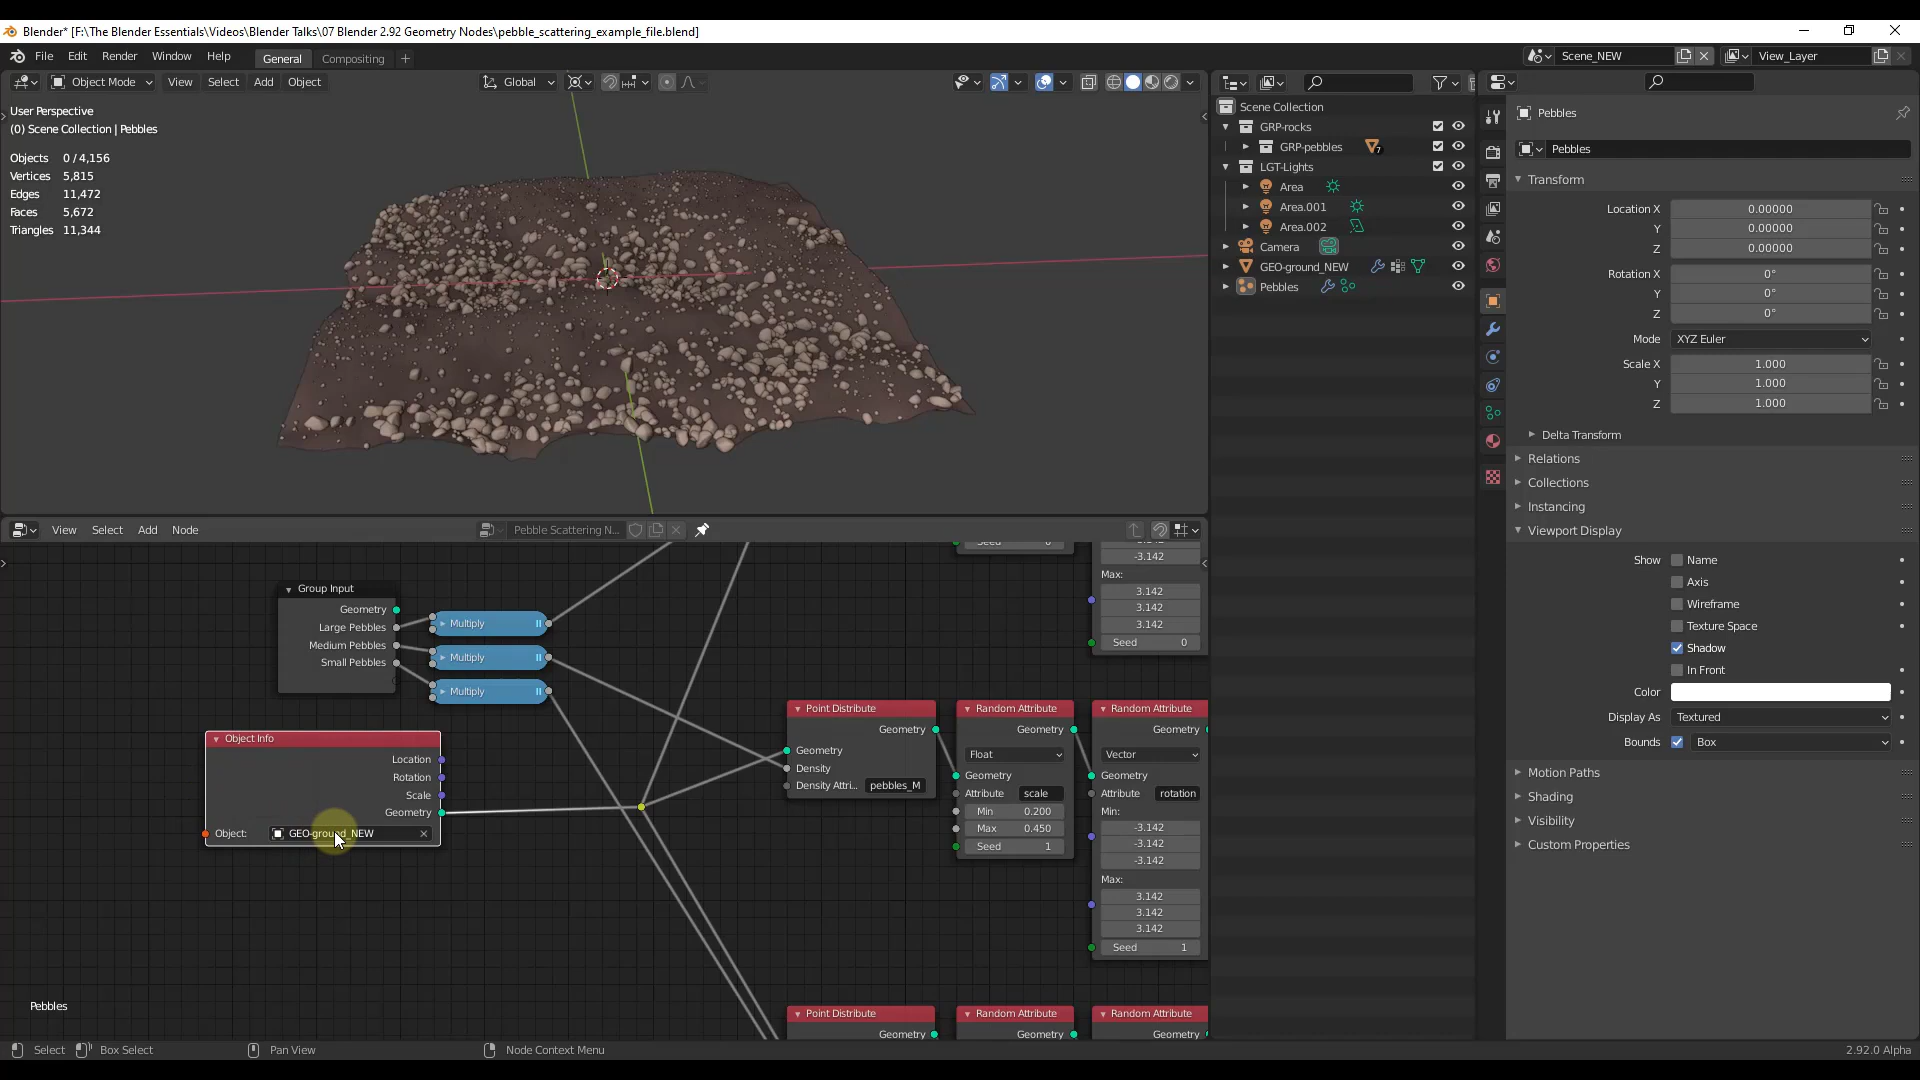 Blender* [F:\The Blender Essentials\Videos\Blender Talks\07 Blender 2.92 Geometry Nodes\pebble_scattering_example_file.blend]
File Edit Render Window Help General Compositing + Scene_NEW View_Layer
Object Mode View Select Add Object Global
User Perspective
(0) Scene Collection | Pebbles
Objects 0 / 4,156
Vertices 5,815
Edges 11,472
Faces 5,672
Triangles 11,344
Scene Collection
GRP-rocks
GRP-pebbles 7
LGT-Lights
Area
Area.001
Area.002
Camera
GEO-ground_NEW
Pebbles
Pebbles
Pebbles
Transform
Location X 0.00000
Y 0.00000
Z 0.00000
Rotation X 0°
Y 0°
Z 0°
Mode XYZ Euler
Scale X 1.000
Y 1.000
Z 1.000
Delta Transform
Relations
Collections
Instancing
Viewport Display
Show Name
Axis
Wireframe
Texture Space
Shadow
In Front
Color
Display As Textured
Bounds Box
Motion Paths
Shading
Visibility
Custom Properties
View Select Add Node Pebble Scattering N...
Group Input
Geometry
Large Pebbles
Medium Pebbles
Small Pebbles
Multiply
Multiply
Multiply
Object Info
Location
Rotation
Scale
Geometry
Object: GEO-ground_NEW
Seed 0
-3.142
Max:
3.142
3.142
3.142
Seed 0
Point Distribute
Geometry
Geometry
Density
Density Attri.. pebbles_M
Random Attribute
Geometry
Float
Geometry
Attribute scale
Min 0.200
Max 0.450
Seed 1
Random Attribute
Geometry
Vector
Geometry
Attribute rotation
Min:
-3.142
-3.142
-3.142
Max:
3.142
3.142
3.142
Seed 1
Point Distribute
Geometry
Random Attribute
Geometry
Random Attribute
Geometry
Pebbles
Select Box Select Pan View Node Context Menu 2.92.0 Alpha